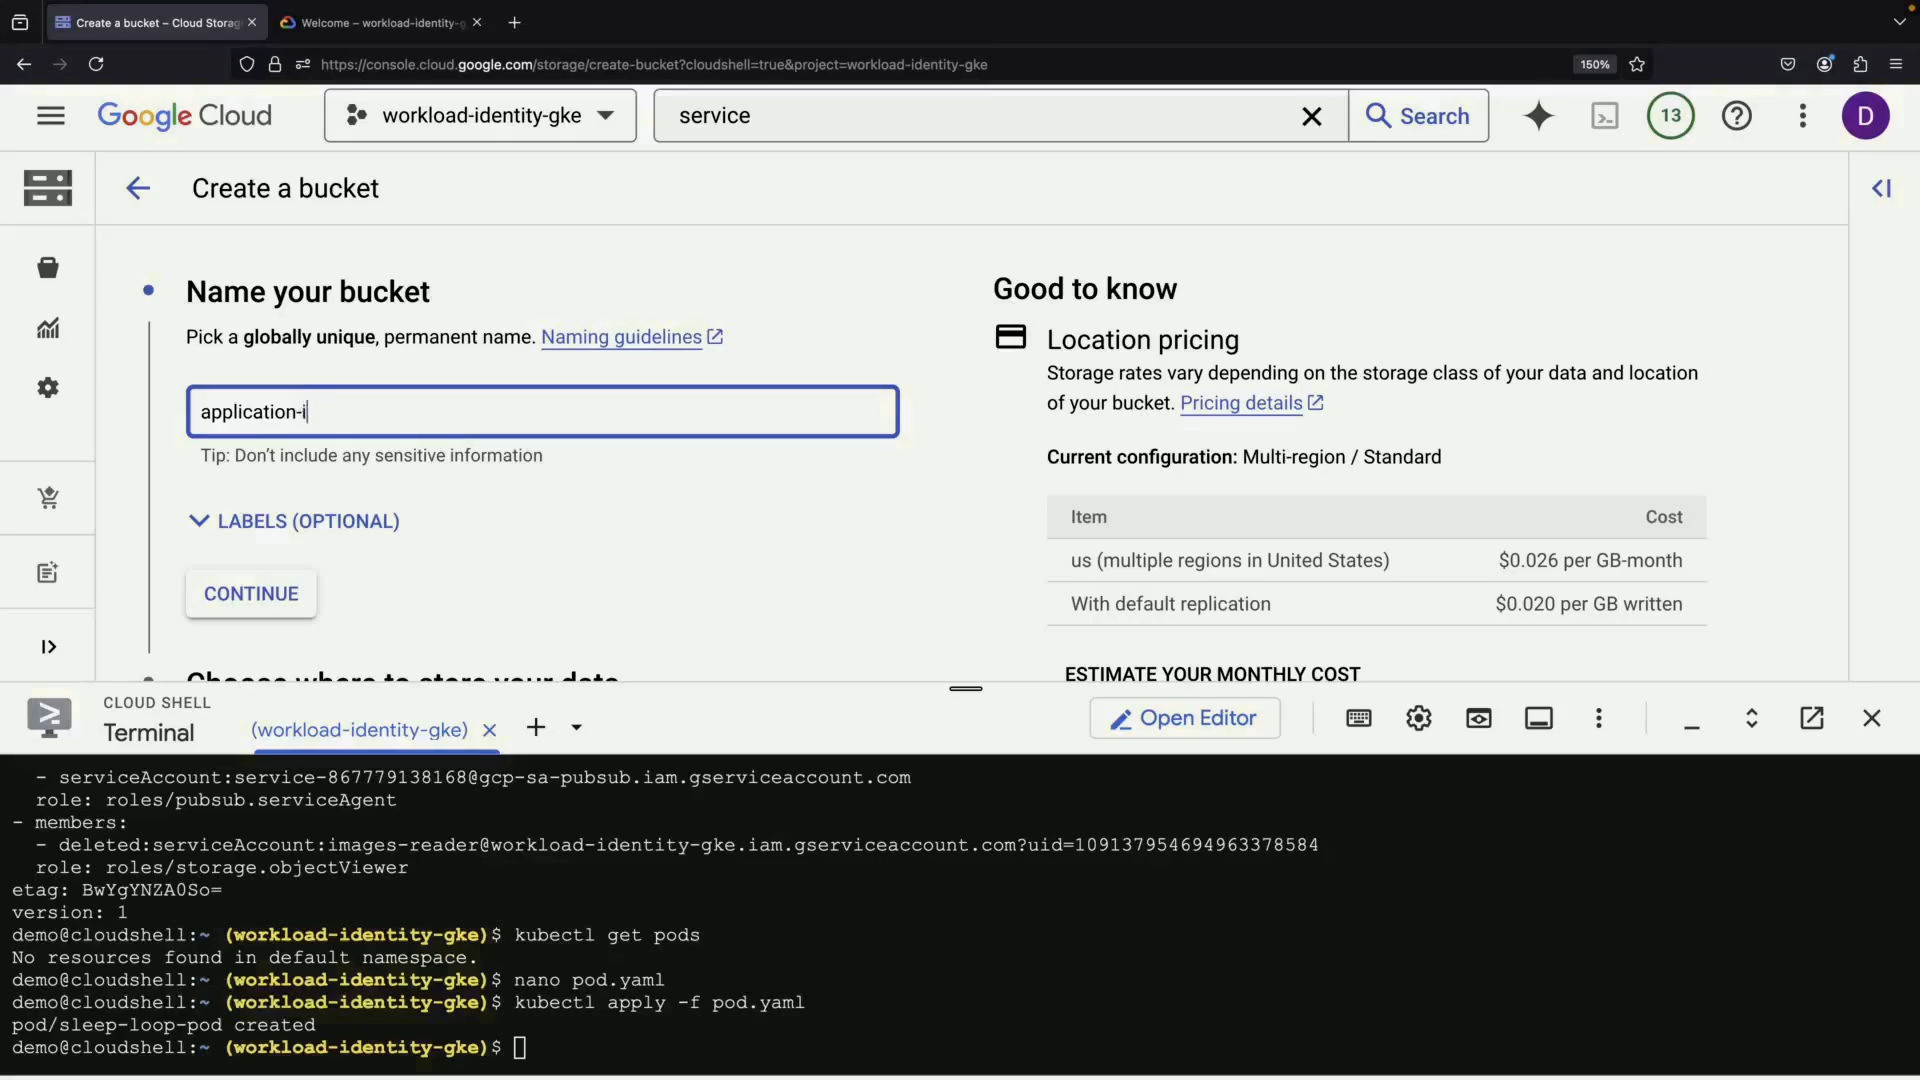 Create a bucket – Cloud Storag
Welcome – workload-identity-g
https://console.cloud.google.com/storage/create-bucket?cloudshell=true&project=workload-identity-gke
150%
Google Cloud
workload-identity-gke
service
Search
13
D
Create a bucket
Name your bucket
Pick a globally unique, permanent name. Naming guidelines
application-i
Tip: Don't include any sensitive information
LABELS (OPTIONAL)
CONTINUE
Choose where to store your data
Good to know
Location pricing
Storage rates vary depending on the storage class of your data and location
of your bucket. Pricing details
Current configuration: Multi-region / Standard
Item Cost
us (multiple regions in United States) $0.026 per GB-month
With default replication $0.020 per GB written
ESTIMATE YOUR MONTHLY COST
CLOUD SHELL
Terminal
(workload-identity-gke)
Open Editor
- serviceAccount:service-867779138168@gcp-sa-pubsub.iam.gserviceaccount.com
role: roles/pubsub.serviceAgent
- members:
- deleted:serviceAccount:images-reader@workload-identity-gke.iam.gserviceaccount.com?uid=109137954694963378584
role: roles/storage.objectViewer
etag: BwYgYNZA0So=
version: 1
demo@cloudshell:~ (workload-identity-gke)$ kubectl get pods
No resources found in default namespace.
demo@cloudshell:~ (workload-identity-gke)$ nano pod.yaml
demo@cloudshell:~ (workload-identity-gke)$ kubectl apply -f pod.yaml
pod/sleep-loop-pod created
demo@cloudshell:~ (workload-identity-gke)$